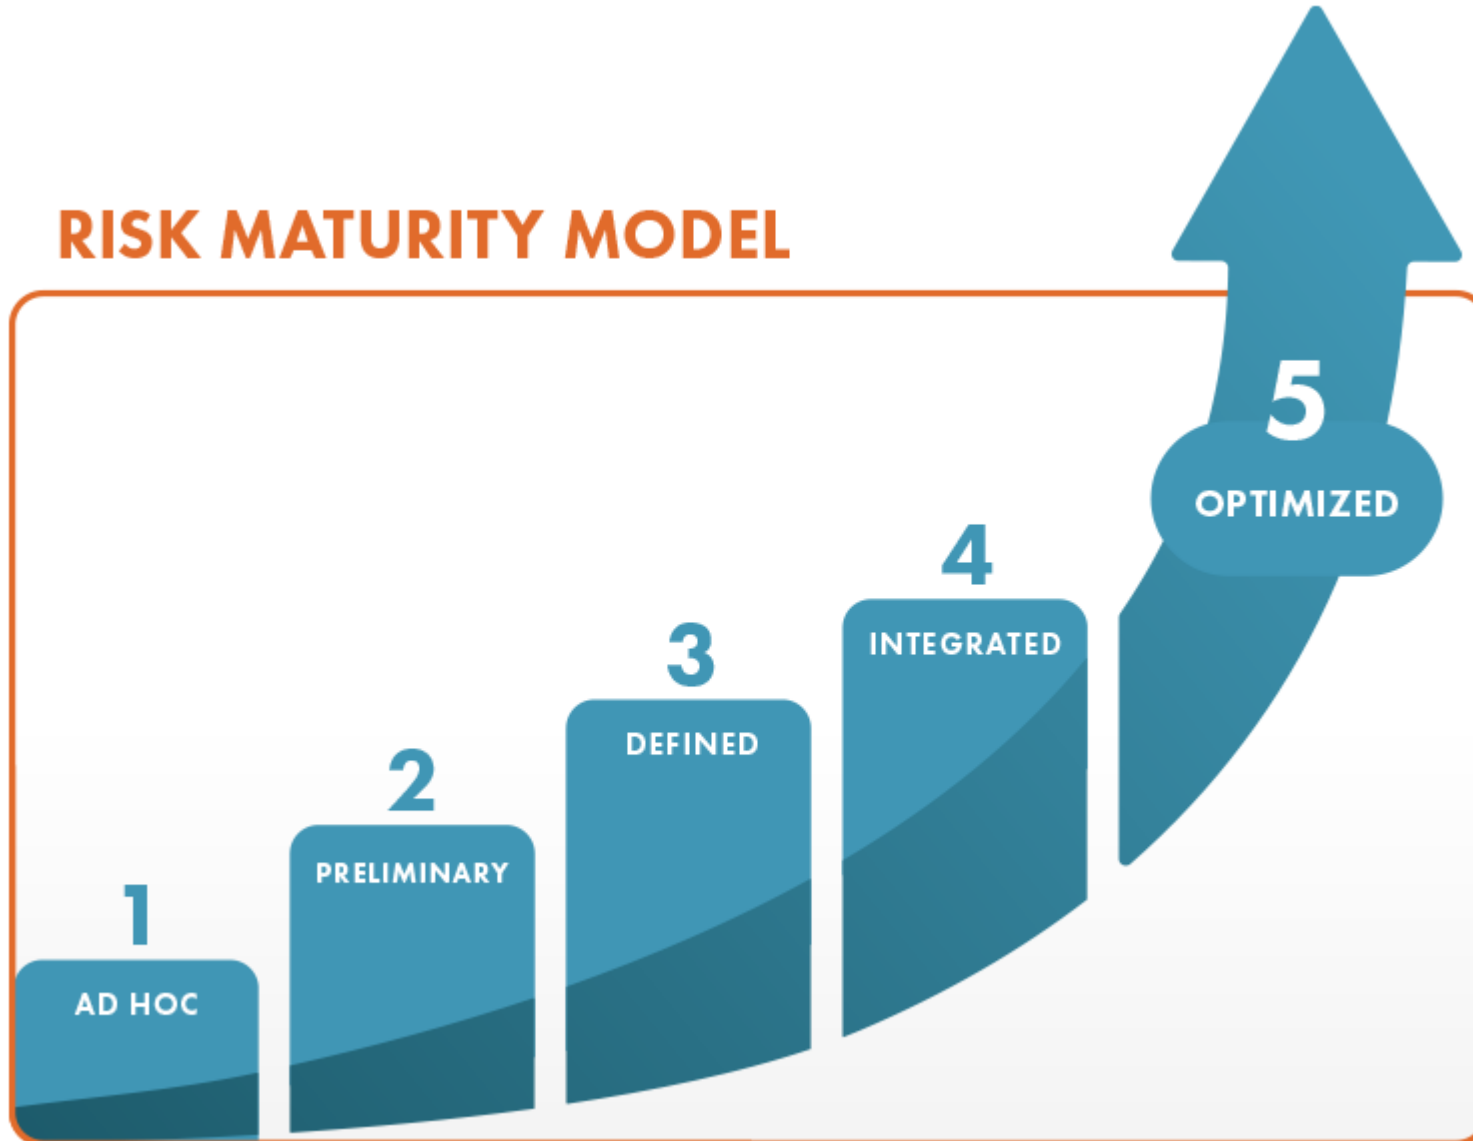 RISK MATURITY MODEL
1
AD HOC
2
PRELIMINARY
3
DEFINED
4
INTEGRATED
5
OPTIMIZED